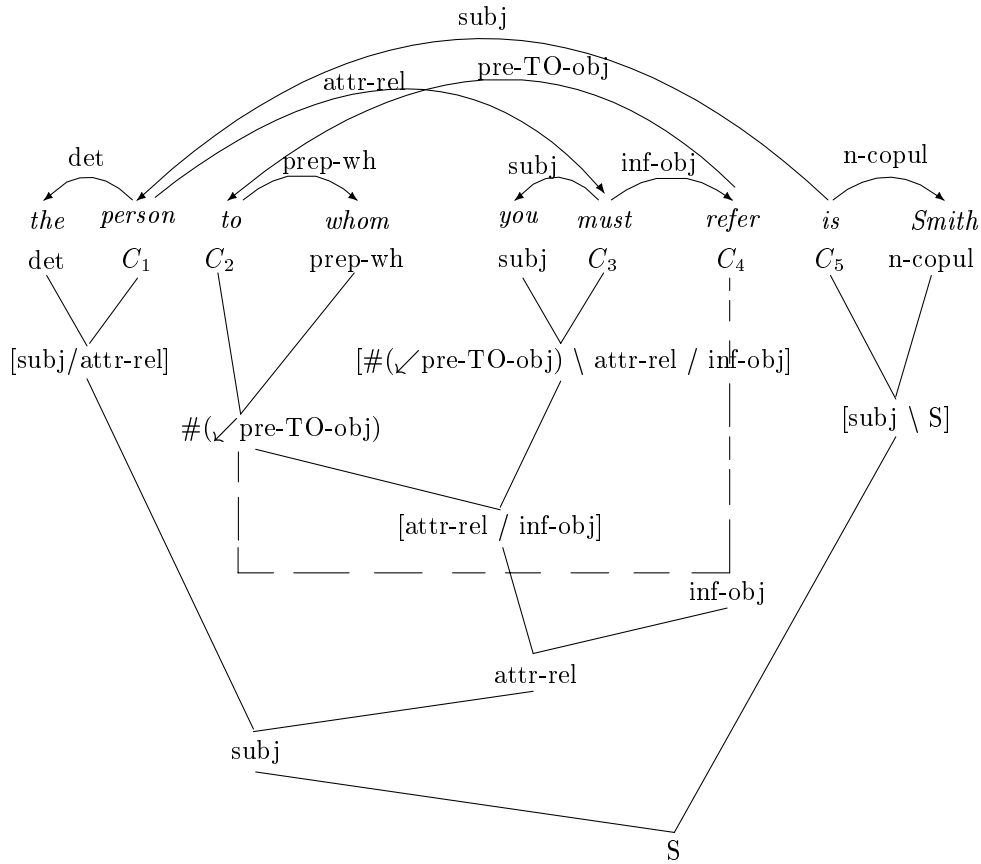 subj
attr-rel pre-TO-obj
det prep-wh subj inf-obj n-copul
the person to whom you must refer is Smith
det C₁ C₂ prep-wh subj C₃ C₄ C₅ n-copul
[subj/attr-rel] [#(↙pre-TO-obj) \ attr-rel / inf-obj]
#(↙pre-TO-obj) [subj \ S]
[attr-rel / inf-obj]
inf-obj
attr-rel
subj
S